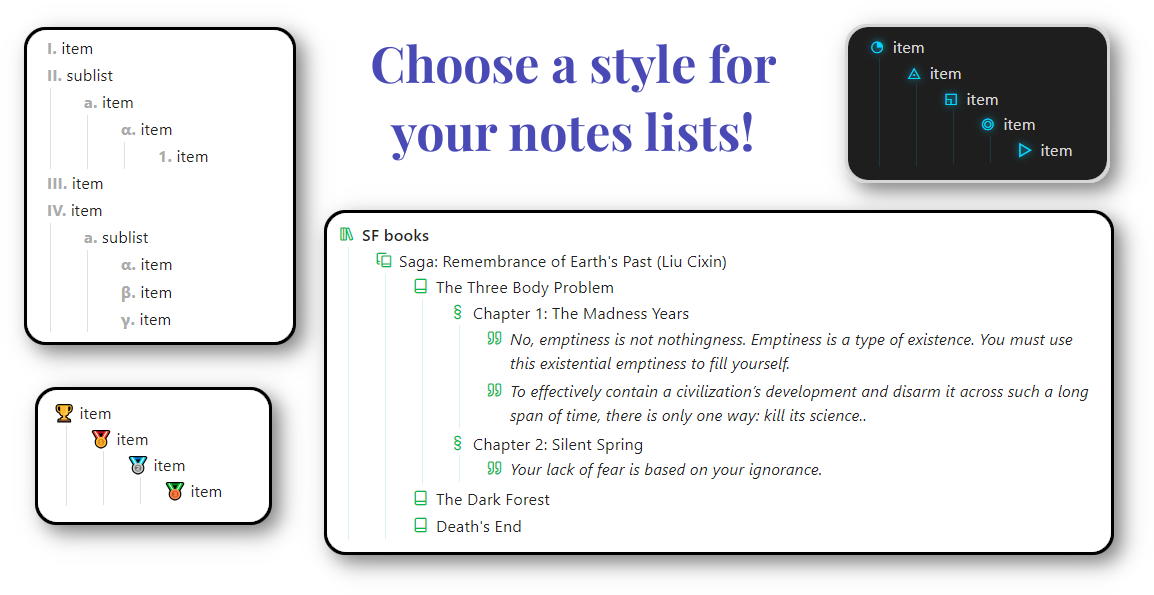 I. item
II. sublist
a. item
α. item
1. item
III. item
IV. item
a. sublist
α. item
β. item
γ. item
Choose a style for
your notes lists!
item
item
item
item
item
SF books
Saga: Remembrance of Earth's Past (Liu Cixin)
The Three Body Problem
§ Chapter 1: The Madness Years
No, emptiness is not nothingness. Emptiness is a type of existence. You must use
this existential emptiness to fill yourself.
To effectively contain a civilization's development and disarm it across such a long
span of time, there is only one way: kill its science..
§ Chapter 2: Silent Spring
Your lack of fear is based on your ignorance.
The Dark Forest
Death's End
item
item
item
item